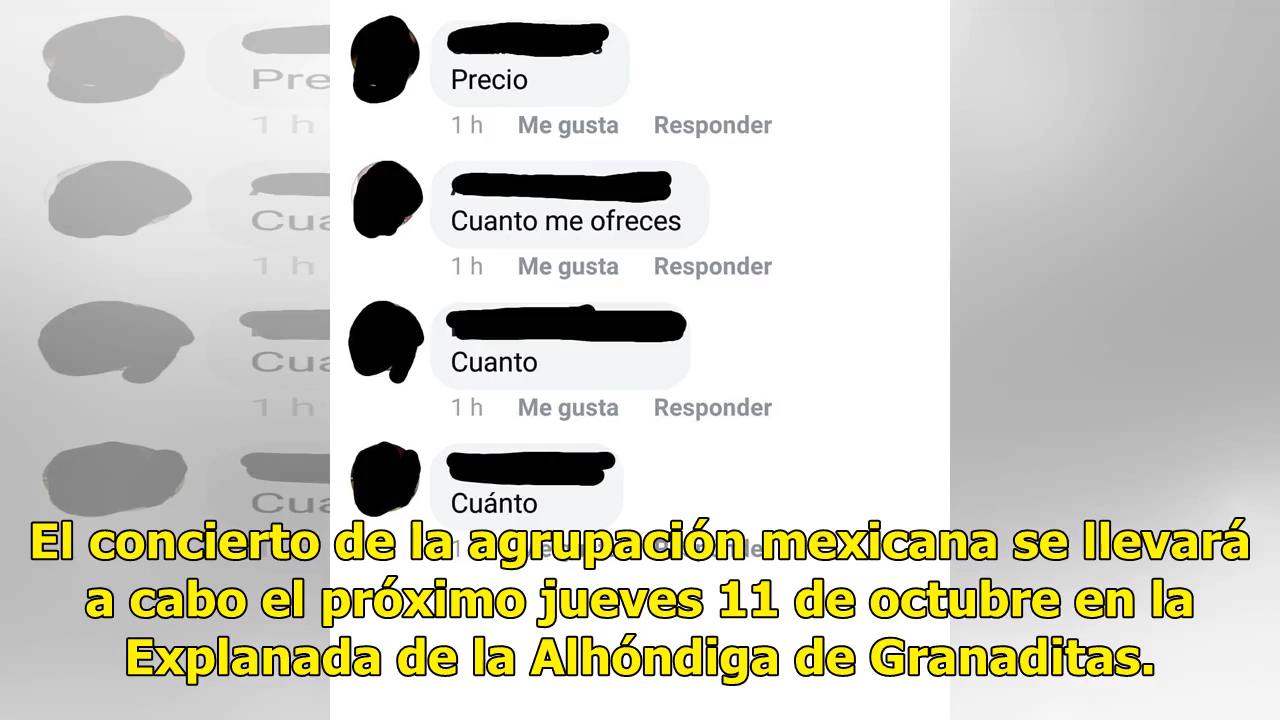 Precio
1 h Me gusta Responder
Cuanto me ofreces
1 h Me gusta Responder
Cuanto
1 h Me gusta Responder
Cuánto
El concierto de la agrupación mexicana se llevará
a cabo el próximo jueves 11 de octubre en la
Explanada de la Alhóndiga de Granaditas.